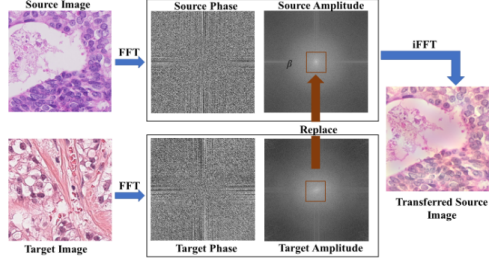 Source Image
Source Phase
Source Amplitude
FFT
β
iFFT
Replace
FFT
Transferred Source
Image
Target Image
Target Phase
Target Amplitude